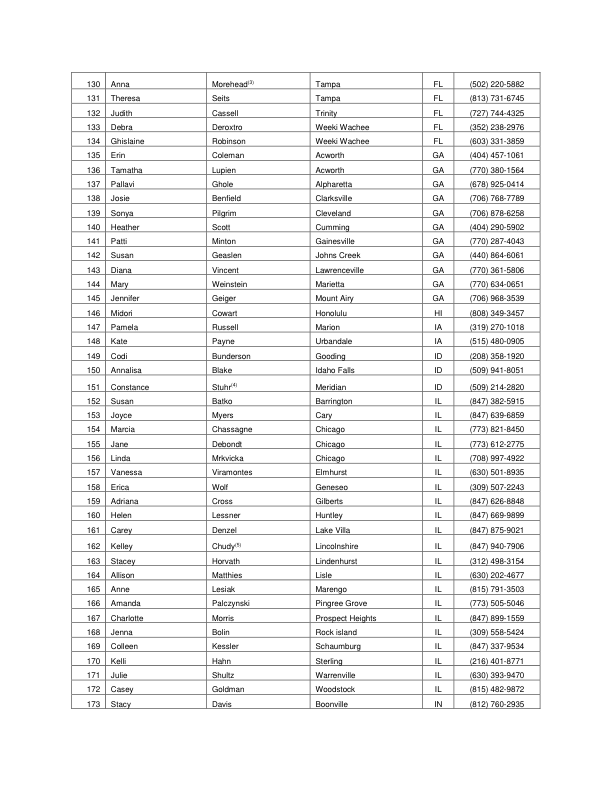 130 Anna Morehead(3) Tampa FL (502) 220-5882
131 Theresa Seits Tampa FL (813) 731-6745
132 Judith Cassell Trinity FL (727) 744-4325
133 Debra Deroxtro Weeki Wachee FL (352) 238-2976
134 Ghislaine Robinson Weeki Wachee FL (603) 331-3859
135 Erin Coleman Acworth GA (404) 457-1061
136 Tamatha Lupien Acworth GA (770) 380-1564
137 Pallavi Ghole Alpharetta GA (678) 925-0414
138 Josie Benfield Clarksville GA (706) 768-7789
139 Sonya Pilgrim Cleveland GA (706) 878-6258
140 Heather Scott Cumming GA (404) 290-5902
141 Patti Minton Gainesville GA (770) 287-4043
142 Susan Geaslen Johns Creek GA (440) 864-6061
143 Diana Vincent Lawrenceville GA (770) 361-5806
144 Mary Weinstein Marietta GA (770) 634-0651
145 Jennifer Geiger Mount Airy GA (706) 968-3539
146 Midori Cowart Honolulu HI (808) 349-3457
147 Pamela Russell Marion IA (319) 270-1018
148 Kate Payne Urbandale IA (515) 480-0905
149 Codi Bunderson Gooding ID (208) 358-1920
150 Annalisa Blake Idaho Falls ID (509) 941-8051
151 Constance Stuhr(4) Meridian ID (509) 214-2820
152 Susan Batko Barrington IL (847) 382-5915
153 Joyce Myers Cary IL (847) 639-6859
154 Marcia Chassagne Chicago IL (773) 821-8450
155 Jane Debondt Chicago IL (773) 612-2775
156 Linda Mrkvicka Chicago IL (708) 997-4922
157 Vanessa Viramontes Elmhurst IL (630) 501-8935
158 Erica Wolf Geneseo IL (309) 507-2243
159 Adriana Cross Gilberts IL (847) 626-8848
160 Helen Lessner Huntley IL (847) 669-9899
161 Carey Denzel Lake Villa IL (847) 875-9021
162 Kelley Chudy(5) Lincolnshire IL (847) 940-7906
163 Stacey Horvath Lindenhurst IL (312) 498-3154
164 Allison Matthies Lisle IL (630) 202-4677
165 Anne Lesiak Marengo IL (815) 791-3503
166 Amanda Palczynski Pingree Grove IL (773) 505-5046
167 Charlotte Morris Prospect Heights IL (847) 899-1559
168 Jenna Bolin Rock island IL (309) 558-5424
169 Colleen Kessler Schaumburg IL (847) 337-9534
170 Kelli Hahn Sterling IL (216) 401-8771
171 Julie Shultz Warrenville IL (630) 393-9470
172 Casey Goldman Woodstock IL (815) 482-9872
173 Stacy Davis Boonville IN (812) 760-2935